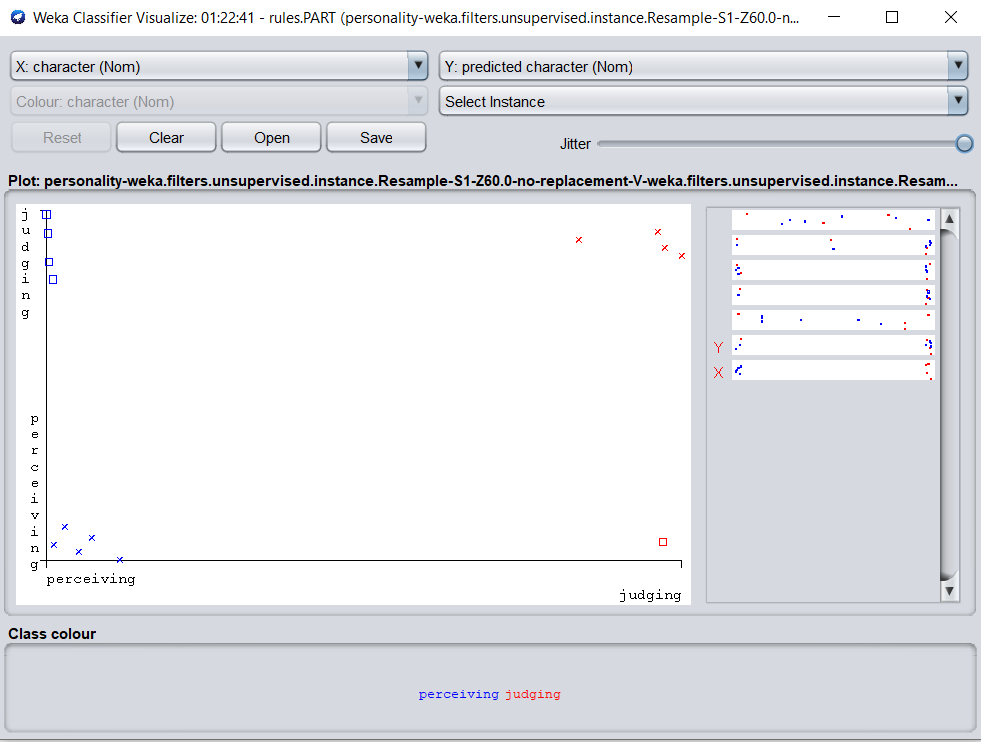 Weka Classifier Visualize: 01:22:41 - rules.PART (personality-weka.filters.unsupervised.instance.Resample-S1-Z60.0-n...
X: character (Nom)
Y: predicted character (Nom)
Colour: character (Nom)
Select Instance
Reset
Clear
Open
Save
Jitter
Plot: personality-weka.filters.unsupervised.instance.Resample-S1-Z60.0-no-replacement-V-weka.filters.unsupervised.instance.Resam...
judging
perceiving
perceiving
judging
Y
X
Class colour
perceiving judging